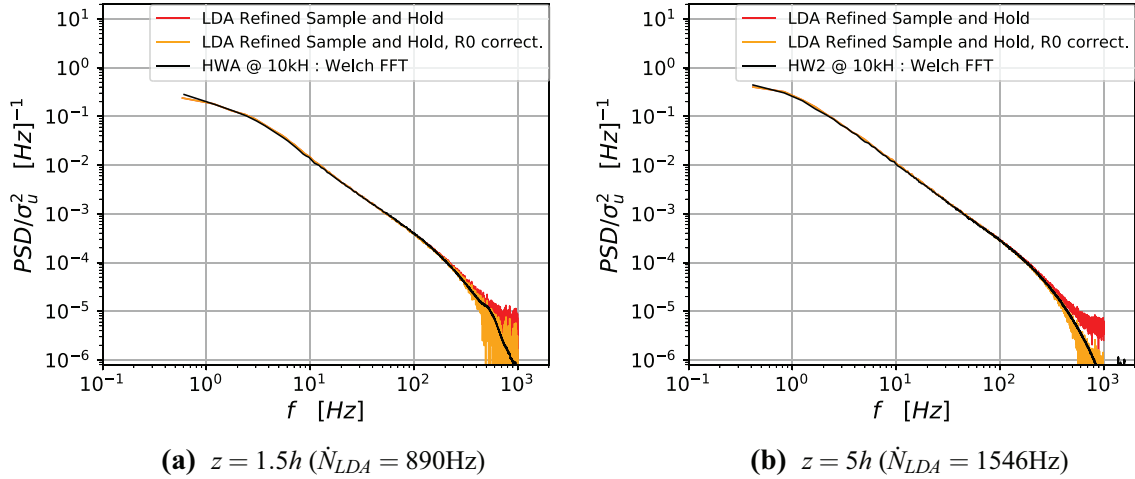 LDA Refined Sample and Hold
LDA Refined Sample and Hold, R0 correct.
HWA @ 10kH : Welch FFT
10^1
10^0
10^−1
10^−2
10^−3
10^−4
10^−5
10^−6
PSD/σ_u^2 [Hz]^−1
10^−1 10^0 10^1 10^2 10^3
f [Hz]
(a) z = 1.5h (Ṅ_LDA = 890Hz)
LDA Refined Sample and Hold
LDA Refined Sample and Hold, R0 correct.
HW2 @ 10kH : Welch FFT
10^1
10^0
10^−1
10^−2
10^−3
10^−4
10^−5
10^−6
PSD/σ_u^2 [Hz]^−1
10^−1 10^0 10^1 10^2 10^3
f [Hz]
(b) z = 5h (Ṅ_LDA = 1546Hz)